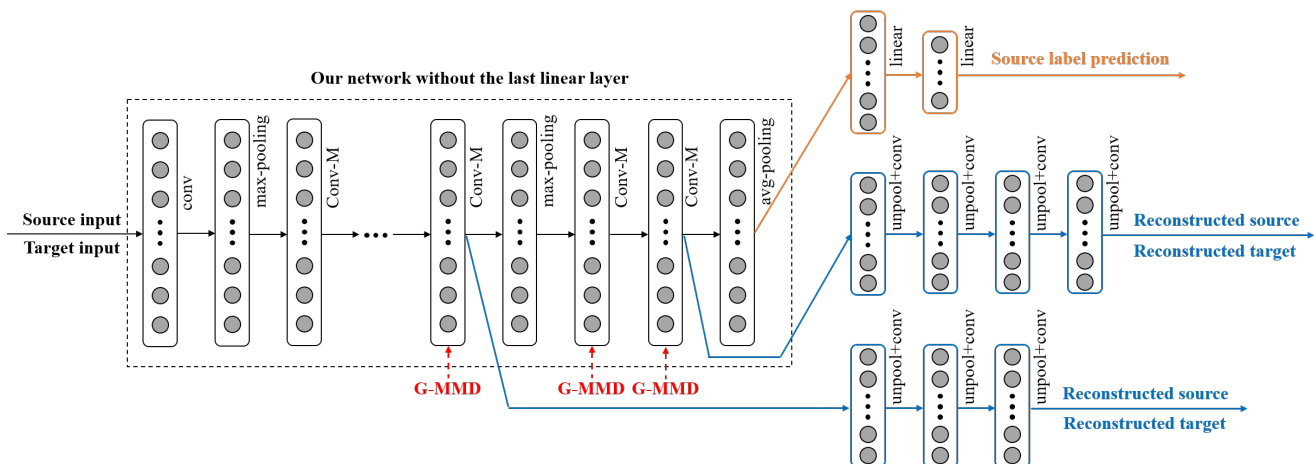 Our network without the last linear layer
Source input
Target input
conv
max-pooling
Conv-M
Conv-M
max-pooling
Conv-M
Conv-M
avg-pooling
G-MMD
G-MMD
G-MMD
linear
linear
Source label prediction
unpool+conv
unpool+conv
unpool+conv
unpool+conv
Reconstructed source
Reconstructed target
unpool+conv
unpool+conv
unpool+conv
Reconstructed source
Reconstructed target